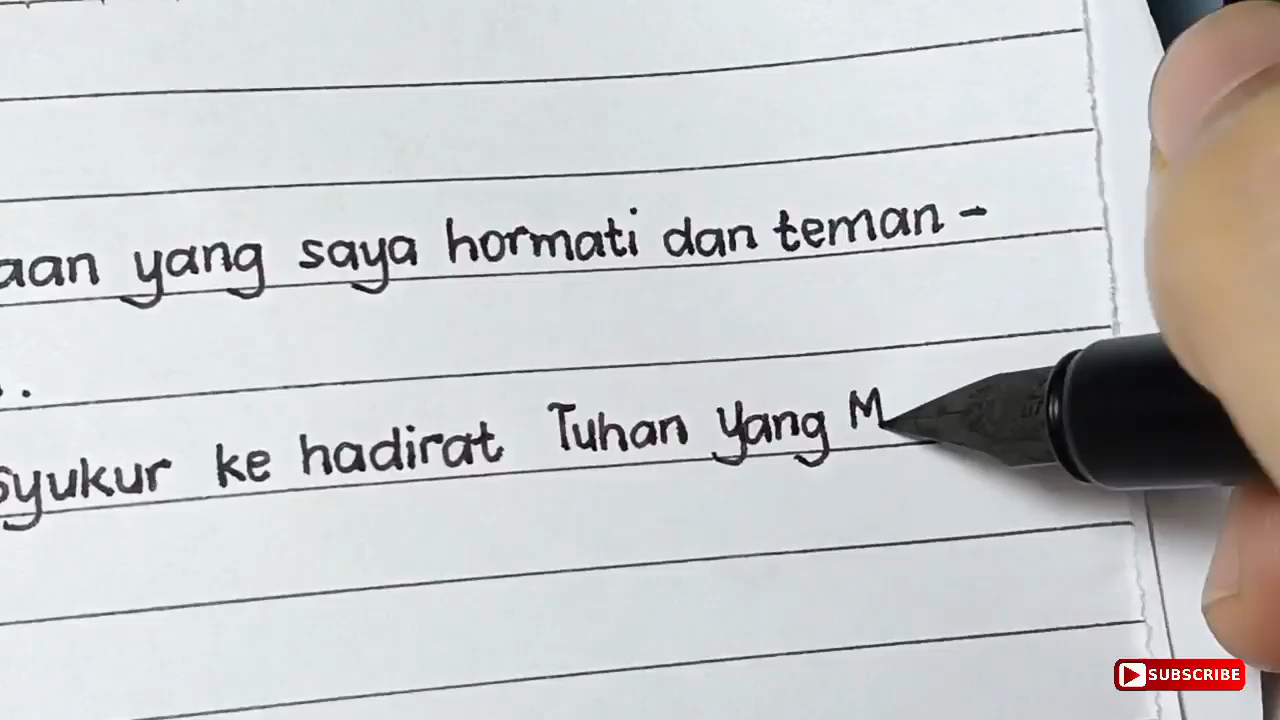 aan yang saya hormati dan teman -
. .
syukur ke hadirat Tuhan Yang M
SUBSCRIBE